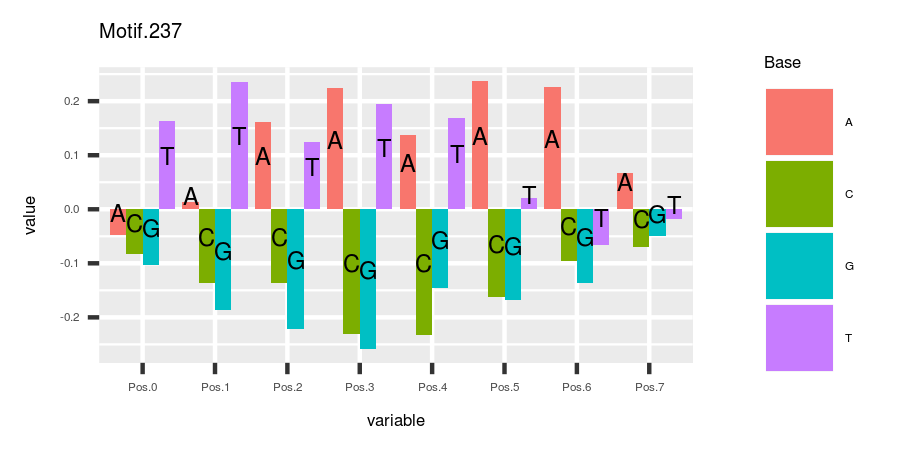 Motif.237
value
0.2
0.1
0.0
-0.1
-0.2
A C G T
A C G T
A C G T
A C G T
A C G T
A C G T
A C G T
A C G T
Pos.0 Pos.1 Pos.2 Pos.3 Pos.4 Pos.5 Pos.6 Pos.7
variable
Base
A
C
G
T